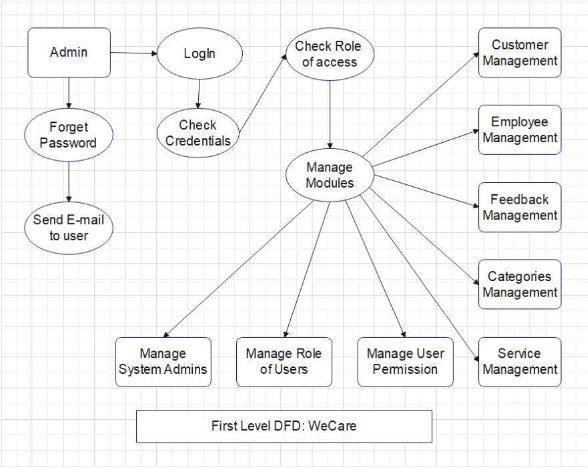 Admin
LogIn
Check Role
of access
Customer
Management
Forget
Password
Check
Credentials
Employee
Management
Manage
Modules
Send E-mail
to user
Feedback
Management
Categories
Management
Manage
System Admins
Manage Role
of Users
Manage User
Permission
Service
Management
First Level DFD: WeCare